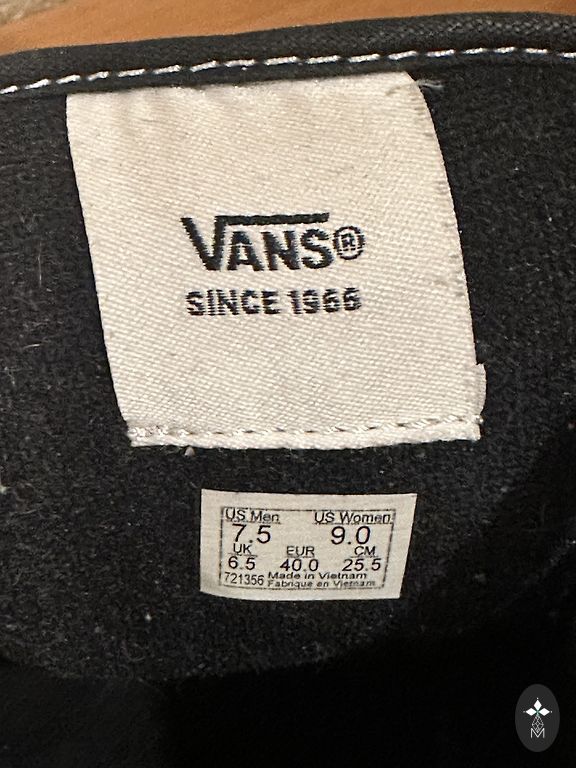 VANS®
SINCE 1966
US Men US Women
7.5 9.0
UK EUR CM
6.5 40.0 25.5
721356 Made in Vietnam
Fabriqué en Vietnam
M